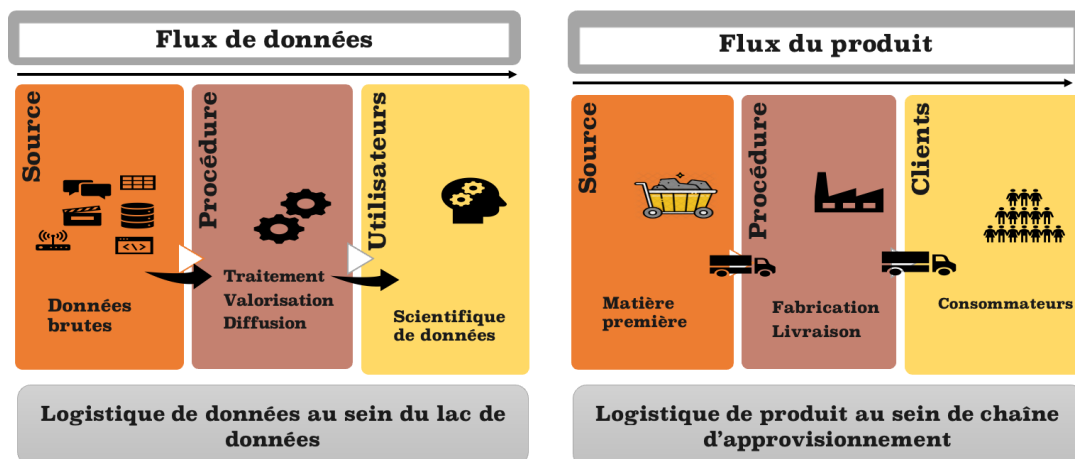 Flux de données
Source
Procédure
Utilisateurs
</>
Données
brutes
Traitement
Valorisation
Diffusion
Scientifique
de données
Logistique de données au sein du lac de
données
Flux du produit
Source
Procédure
Clients
Matière
première
Fabrication
Livraison
Consommateurs
Logistique de produit au sein de chaîne
d’approvisionnement